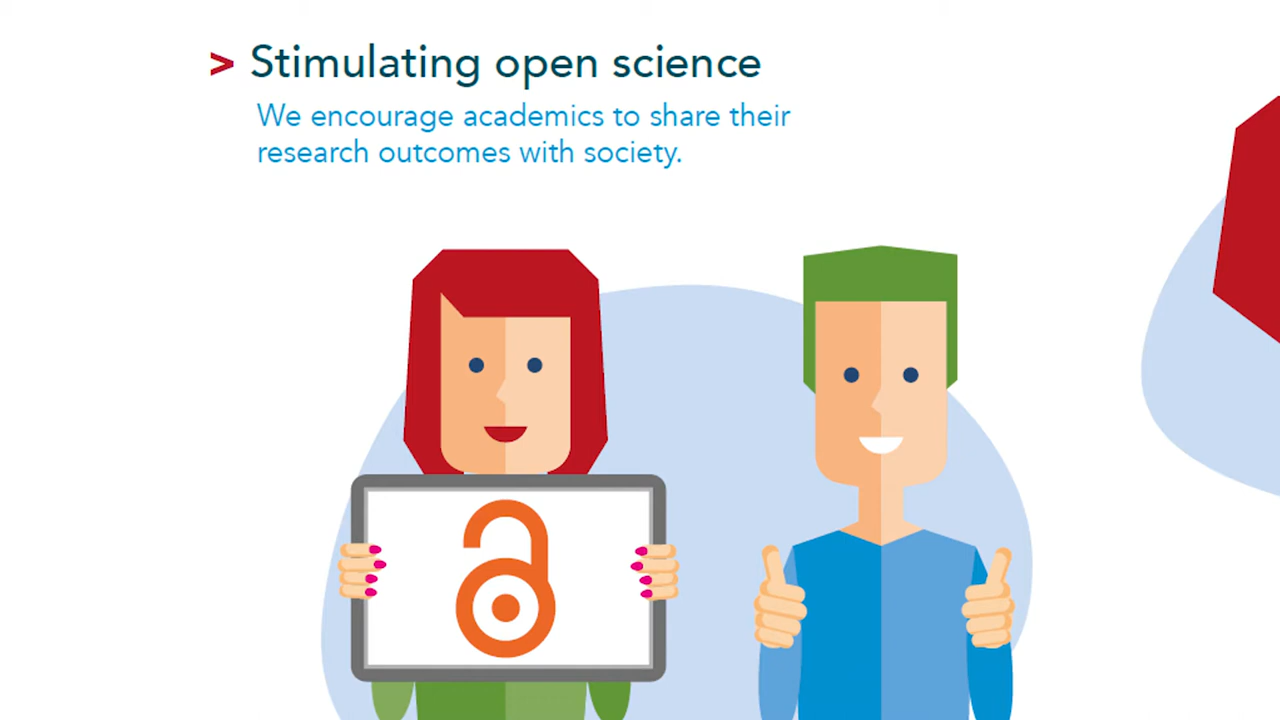 > Stimulating open science
We encourage academics to share their
research outcomes with society.